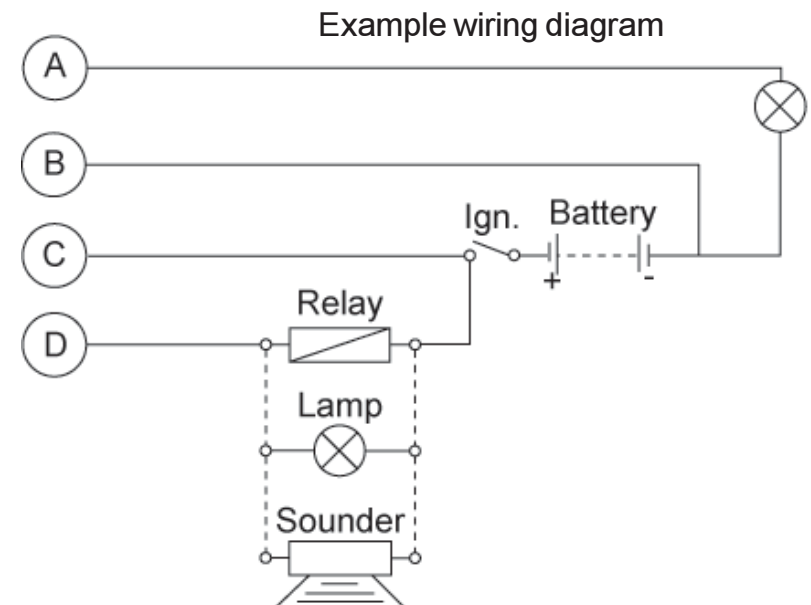 Example wiring diagram
A
B
Ign. Battery
C
+ -
Relay
D
Lamp
Sounder